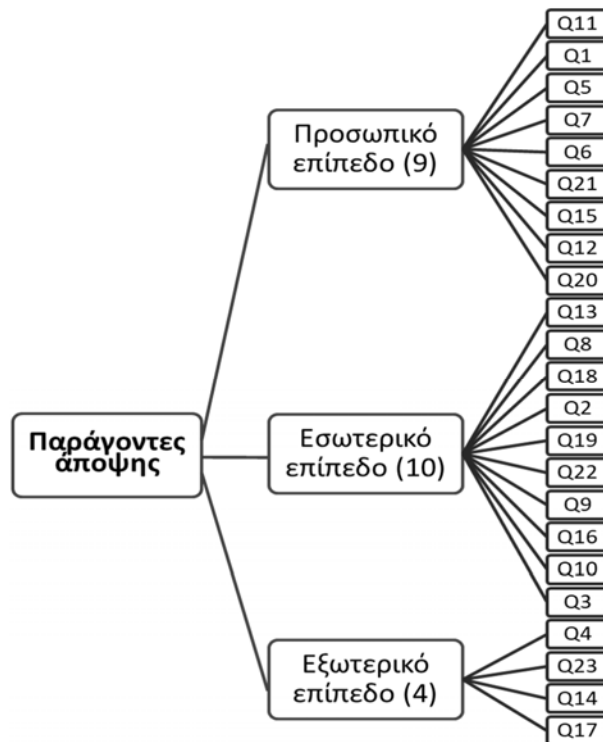 Παράγοντες
άποψης
Προσωπικό
επίπεδο (9)
Q11
Q1
Q5
Q7
Q6
Q21
Q15
Q12
Q20
Εσωτερικό
επίπεδο (10)
Q13
Q8
Q18
Q2
Q19
Q22
Q9
Q16
Q10
Q3
Εξωτερικό
επίπεδο (4)
Q4
Q23
Q14
Q17